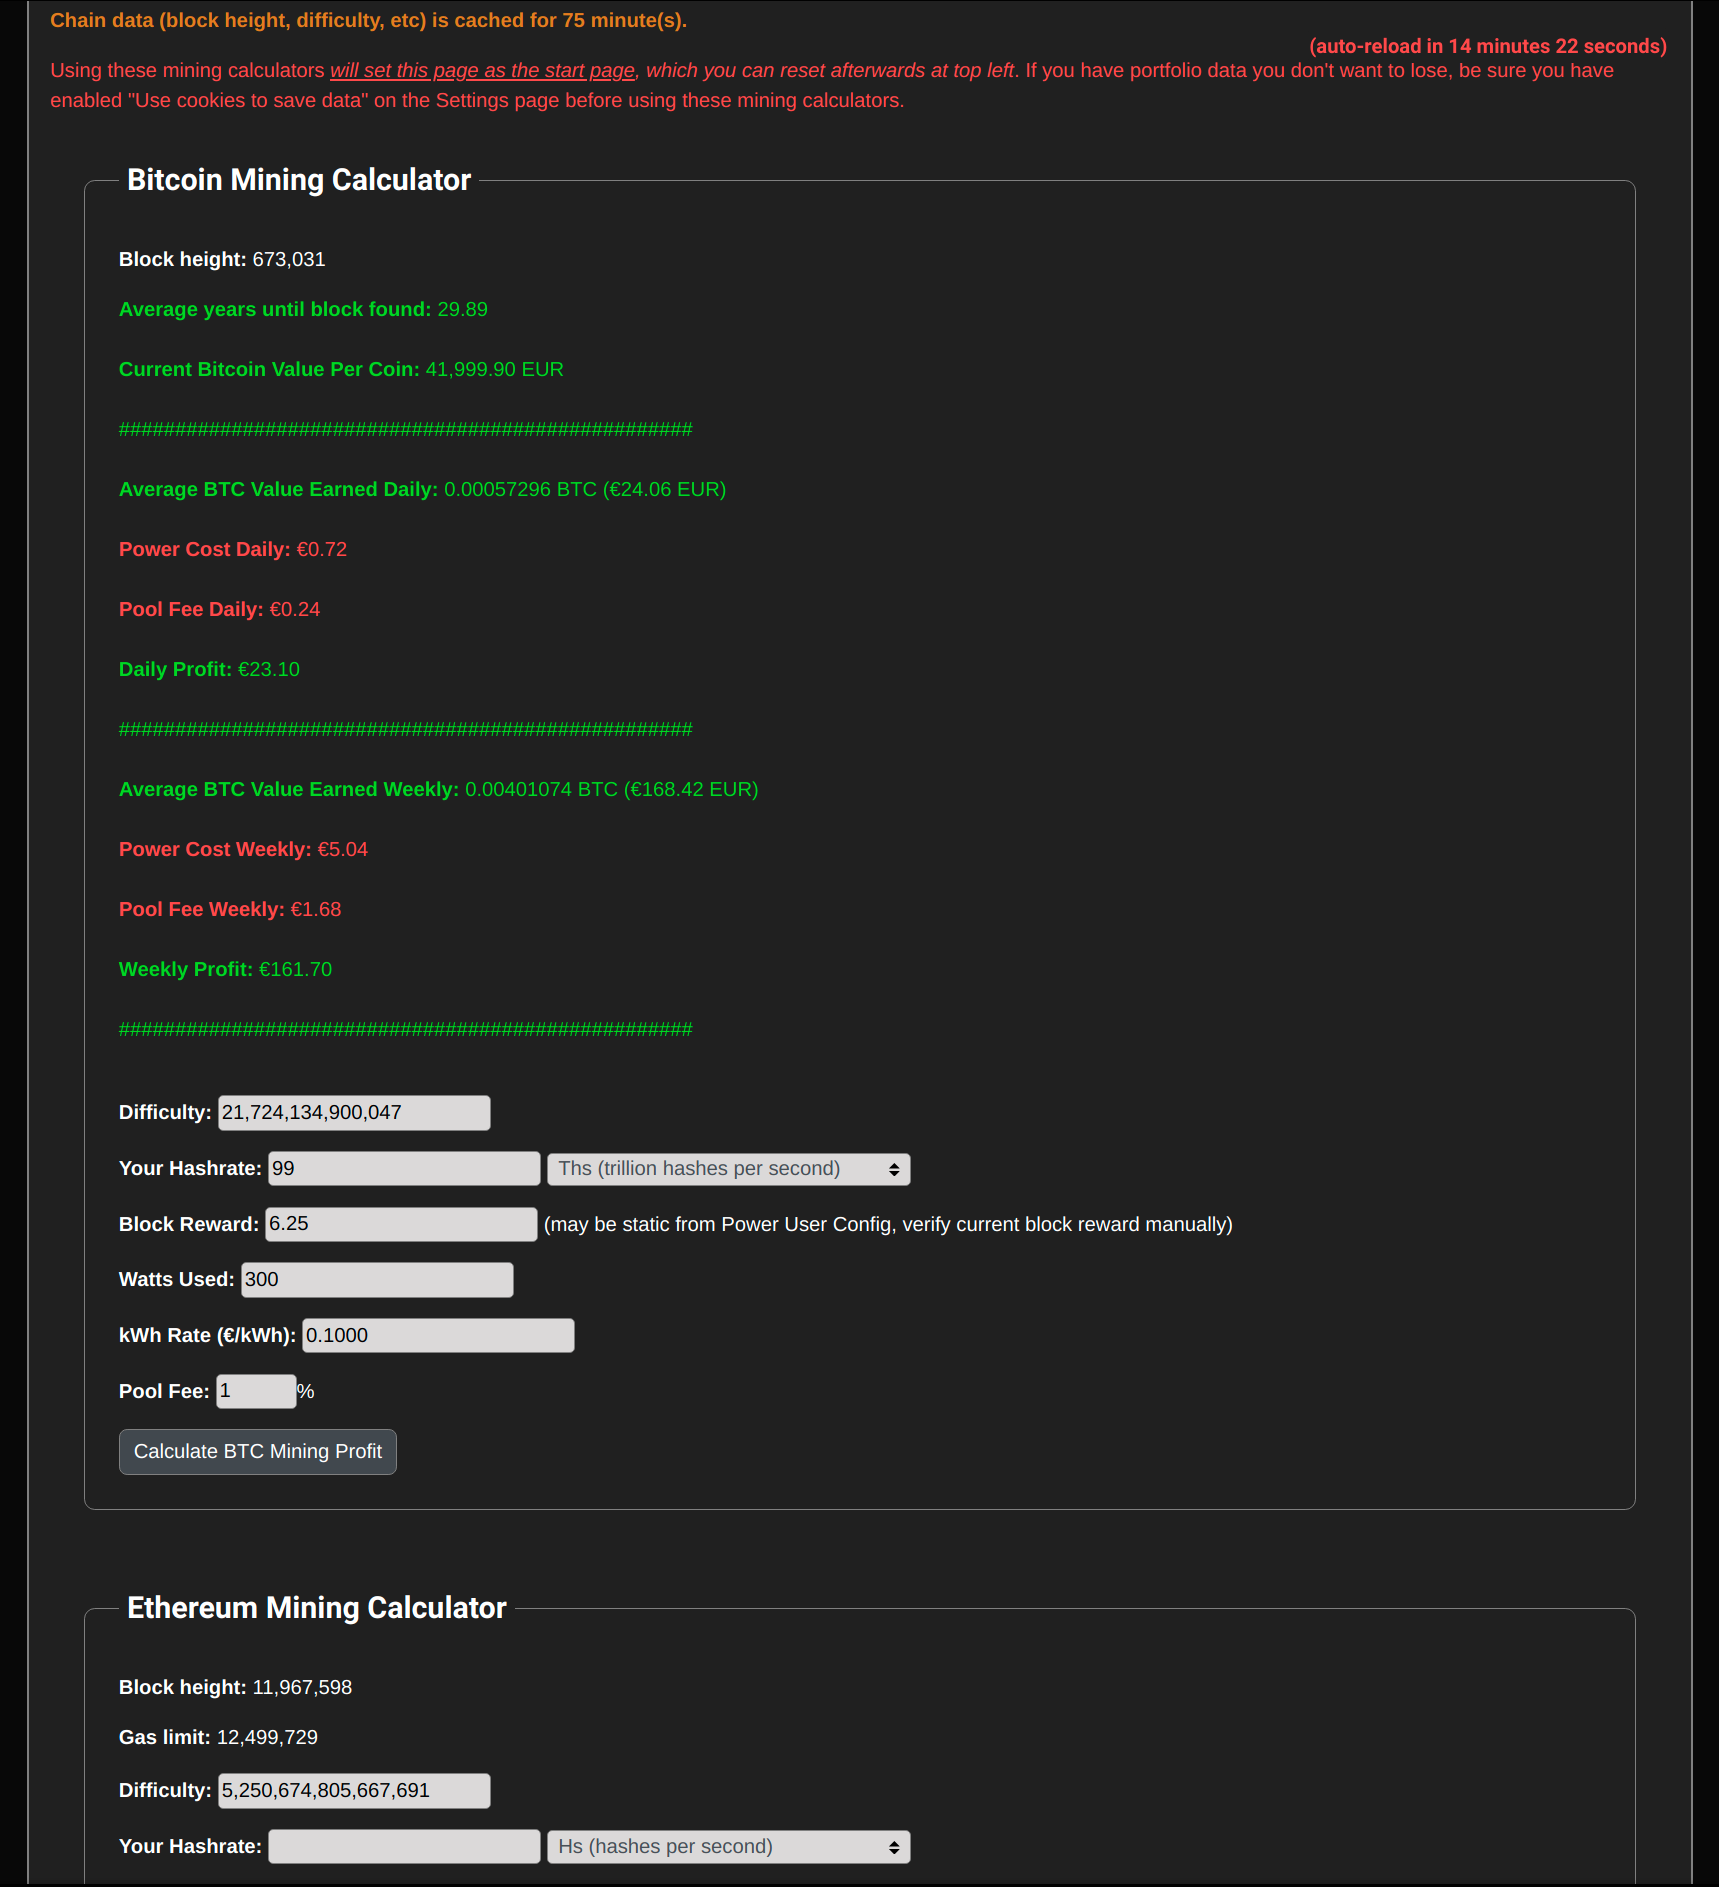 Chain data (block height, difficulty, etc) is cached for 75 minute(s).
(auto-reload in 14 minutes 22 seconds)
Using these mining calculators will set this page as the start page, which you can reset afterwards at top left. If you have portfolio data you don't want to lose, be sure you have
enabled "Use cookies to save data" on the Settings page before using these mining calculators.
Bitcoin Mining Calculator
Block height: 673,031
Average years until block found: 29.89
Current Bitcoin Value Per Coin: 41,999.90 EUR
###################################################
Average BTC Value Earned Daily: 0.00057296 BTC (€24.06 EUR)
Power Cost Daily: €0.72
Pool Fee Daily: €0.24
Daily Profit: €23.10
###################################################
Average BTC Value Earned Weekly: 0.00401074 BTC (€168.42 EUR)
Power Cost Weekly: €5.04
Pool Fee Weekly: €1.68
Weekly Profit: €161.70
###################################################
Difficulty: 21,724,134,900,047
Your Hashrate: 99 Ths (trillion hashes per second)
Block Reward: 6.25 (may be static from Power User Config, verify current block reward manually)
Watts Used: 300
kWh Rate (€/kWh): 0.1000
Pool Fee: 1 %
Calculate BTC Mining Profit
Ethereum Mining Calculator
Block height: 11,967,598
Gas limit: 12,499,729
Difficulty: 5,250,674,805,667,691
Your Hashrate: Hs (hashes per second)